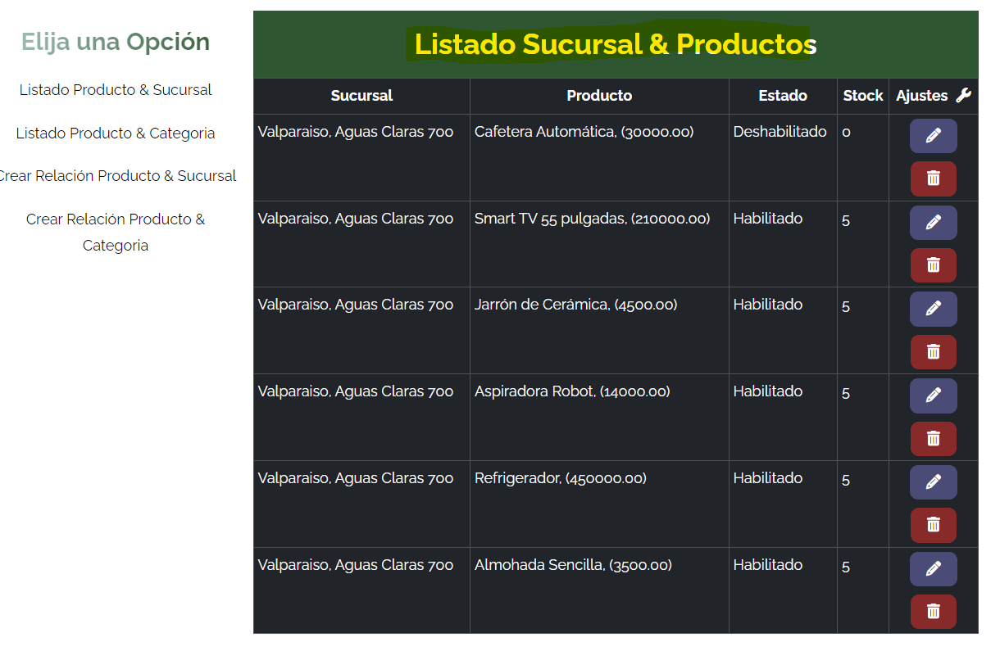 Elija una Opción
Listado Producto & Sucursal
Listado Producto & Categoria
Crear Relación Producto & Sucursal
Crear Relación Producto &
Categoria
Listado Sucursal & Productos
Sucursal Producto Estado Stock Ajustes
Valparaiso, Aguas Claras 700 Cafetera Automática, (30000.00) Deshabilitado 0
Valparaiso, Aguas Claras 700 Smart TV 55 pulgadas, (210000.00) Habilitado 5
Valparaiso, Aguas Claras 700 Jarrón de Cerámica, (4500.00) Habilitado 5
Valparaiso, Aguas Claras 700 Aspiradora Robot, (14000.00) Habilitado 5
Valparaiso, Aguas Claras 700 Refrigerador, (450000.00) Habilitado 5
Valparaiso, Aguas Claras 700 Almohada Sencilla, (3500.00) Habilitado 5